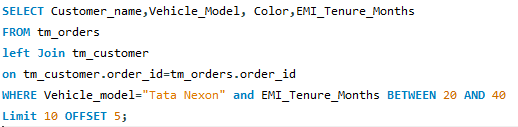 SELECT Customer_name,Vehicle_Model, Color,EMI_Tenure_Months
FROM tm_orders
left Join tm_customer
on tm_customer.order_id=tm_orders.order_id
WHERE Vehicle_model="Tata Nexon" and EMI_Tenure_Months BETWEEN 20 AND 40
Limit 10 OFFSET 5;